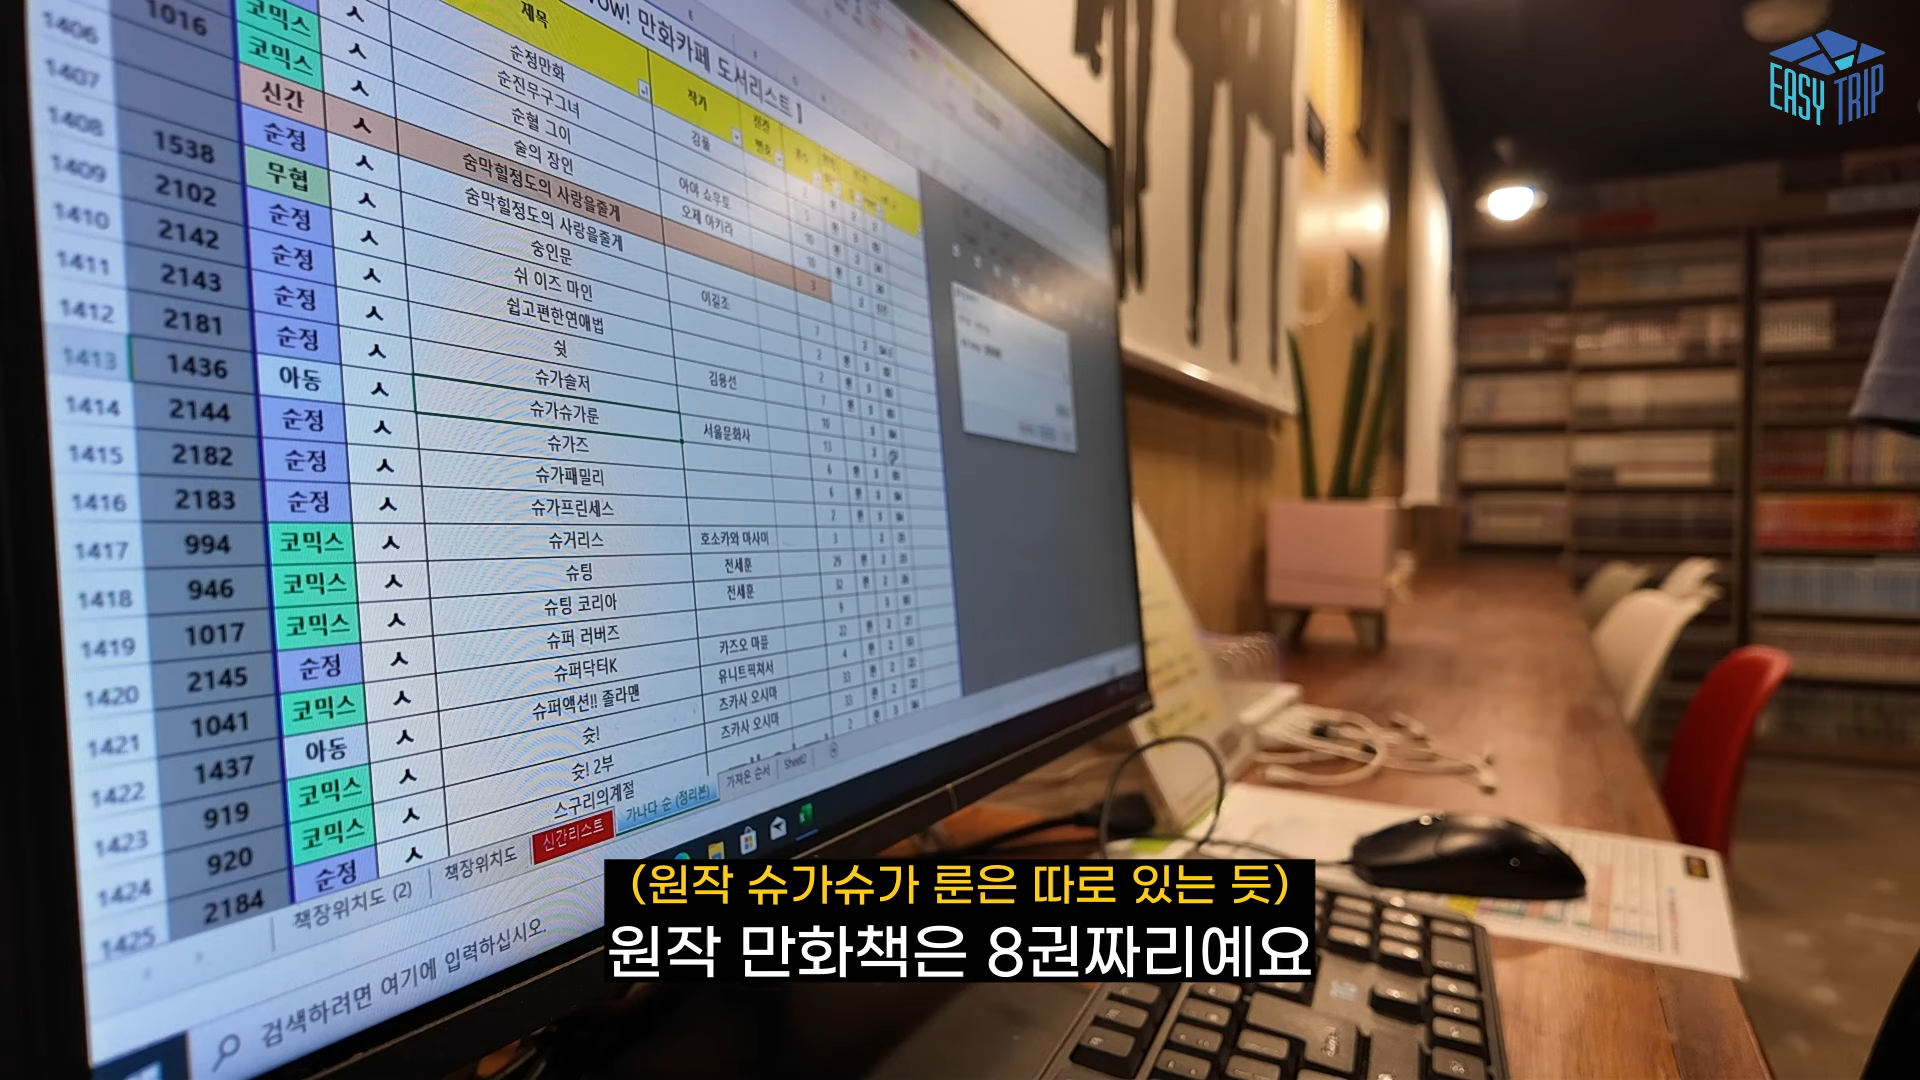 EASY TRIP
Wow! 만화카페 도서리스트 ]
제목 작가 신간 번호
1406 1016 코믹스 ㅅ 순정만화 강풀
1407 코믹스 ㅅ 순진무구그녀
신간 ㅅ 순혈 그이 아야 쇼우토
1408 1538 순정 ㅅ 술의 장인 오제 아키라
1409 2102 무협 ㅅ 숨막힐정도의 사랑을줄게
1410 2142 순정 ㅅ 숨막힐정도의 사랑을줄게
1411 2143 순정 ㅅ 숭인문 이길조
1412 2181 순정 ㅅ 쉬 이즈 마인
1413 1436 순정 ㅅ 쉽고편한연애법
1414 2144 아동 ㅅ 쉿 김용선
1415 2182 순정 ㅅ 슈가슬저
1416 2183 순정 ㅅ 슈가슈가룬 서울문화사
1417 994 순정 ㅅ 슈가즈
1418 946 코믹스 ㅅ 슈가패밀리
1419 1017 코믹스 ㅅ 슈가프린세스
1420 2145 코믹스 ㅅ 슈거리스 호소카와 마사미
1421 1041 순정 ㅅ 슈팅 전세훈
1422 1437 코믹스 ㅅ 슈팅 코리아 전세훈
1423 919 아동 ㅅ 슈퍼 러버즈
1424 920 코믹스 ㅅ 슈퍼닥터K 카즈오 마퓬
1425 2184 코믹스 ㅅ 슈퍼액션!! 졸라맨 유니트픽쳐서
순정 ㅅ 슛! 츠카사 오시마
슛! 2부 츠카사 오시마
스구리의계절
책장위치도 (2) 책장위치도 신간리스트 가나다 순 (정리본) 가져온 순서 Sheet2
검색하려면 여기에 입력하십시오.
(원작 슈가슈가 룬은 따로 있는 듯)
원작 만화책은 8권짜리예요